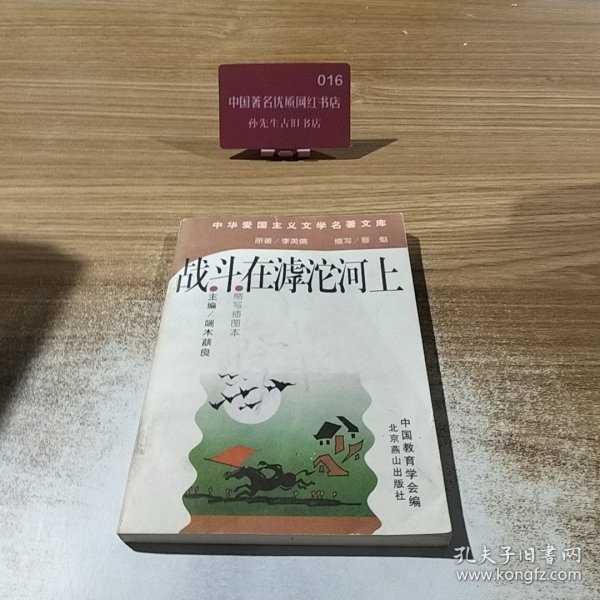 016
中国著名优质网红书店
孙先生古旧书店
中华爱国主义文学名著文库
原著/李英儒 缩写/晋魁
战斗在滹沱河上
缩写插图本
主编/端木蕻良
中国教育学会编
北京燕山出版社
孔夫子旧书网
www.kongfz.com